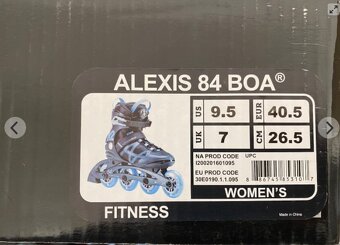 ALEXIS 84 BOA®
US 9.5 EUR 40.5
UK 7 CM 26.5
NA PROD CODE UPC
I200201601095
EU PROD CODE
30E0190.1.1.095
WOMEN'S
FITNESS
Made in China